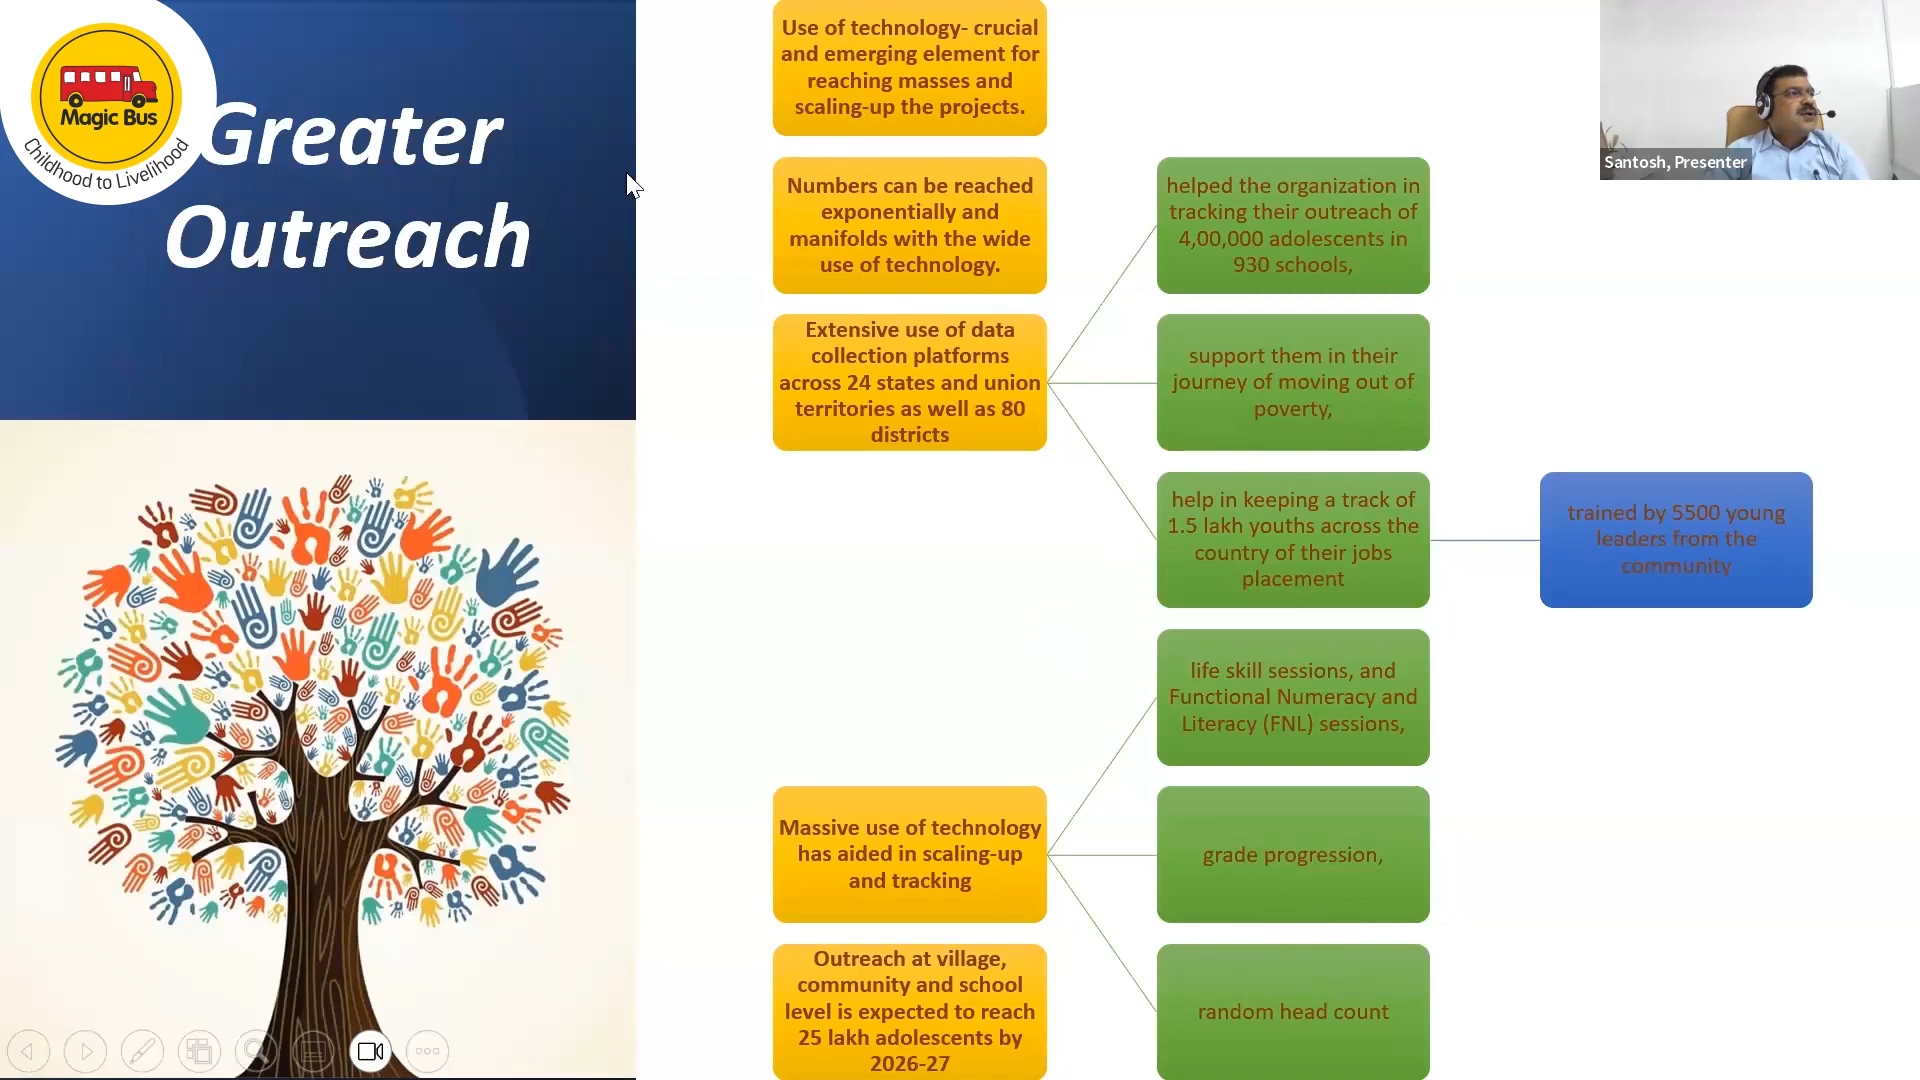 Magic Bus
Childhood to Livelihood
Greater
Outreach
Use of technology- crucial
and emerging element for
reaching masses and
scaling-up the projects.
Numbers can be reached
exponentially and
manifolds with the wide
use of technology.
Extensive use of data
collection platforms
across 24 states and union
territories as well as 80
districts
helped the organization in
tracking their outreach of
4,00,000 adolescents in
930 schools,
support them in their
journey of moving out of
poverty,
help in keeping a track of
1.5 lakh youths across the
country of their jobs
placement
trained by 5500 young
leaders from the
community
Massive use of technology
has aided in scaling-up
and tracking
life skill sessions, and
Functional Numeracy and
Literacy (FNL) sessions,
grade progression,
random head count
Outreach at village,
community and school
level is expected to reach
25 lakh adolescents by
2026-27
Santosh, Presenter